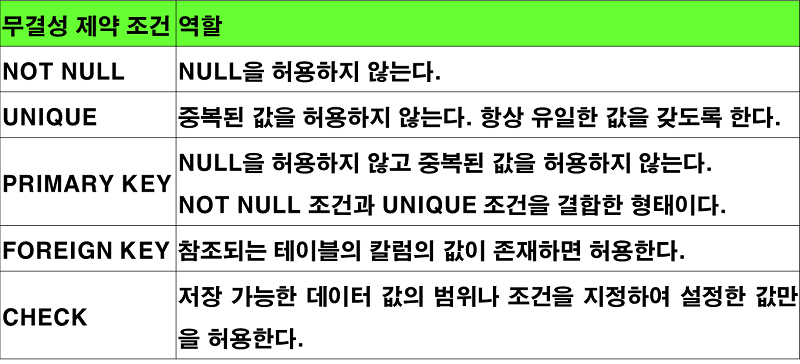 무결성 제약 조건 역할
NOT NULL NULL을 허용하지 않는다.
UNIQUE 중복된 값을 허용하지 않는다. 항상 유일한 값을 갖도록 한다.
PRIMARY KEY NULL을 허용하지 않고 중복된 값을 허용하지 않는다.
NOT NULL 조건과 UNIQUE 조건을 결합한 형태이다.
FOREIGN KEY 참조되는 테이블의 칼럼의 값이 존재하면 허용한다.
CHECK 저장 가능한 데이터 값의 범위나 조건을 지정하여 설정한 값만
을 허용한다.